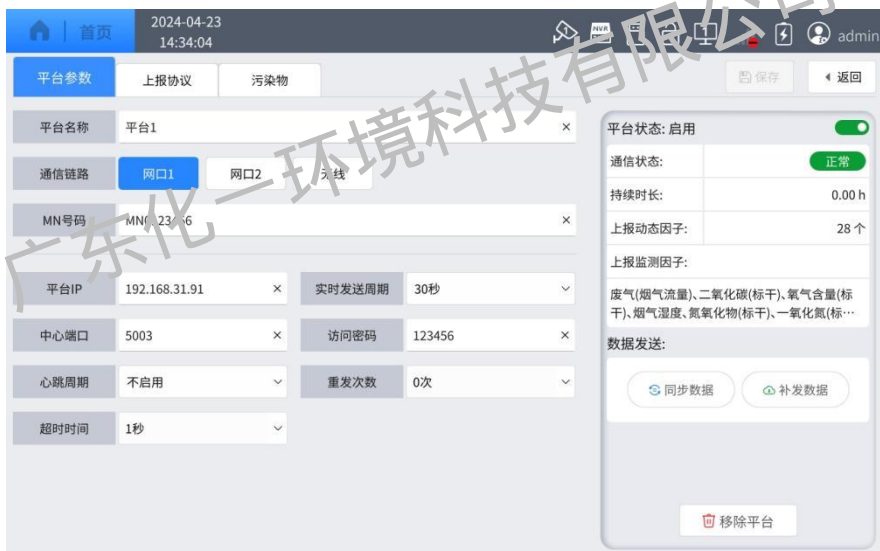 首页
2024-04-23
14:34:04
NVR
admin
平台参数
上报协议
污染物
保存
返回
平台名称
平台1
通信链路
网口1
网口2
MN号码
平台IP
192.168.31.91
实时发送周期
30秒
中心端口
5003
访问密码
123456
心跳周期
不启用
重发次数
0次
超时时间
1秒
平台状态: 启用
通信状态:
正常
持续时长:
0.00 h
上报动态因子:
28 个
上报监测因子:
废气(烟气流量)、二氧化碳(标干)、氧气含量(标
干)、烟气湿度、氮氧化物(标干)、一氧化氮(标…
数据发送:
同步数据
补发数据
移除平台
广东化一环境科技有限公司